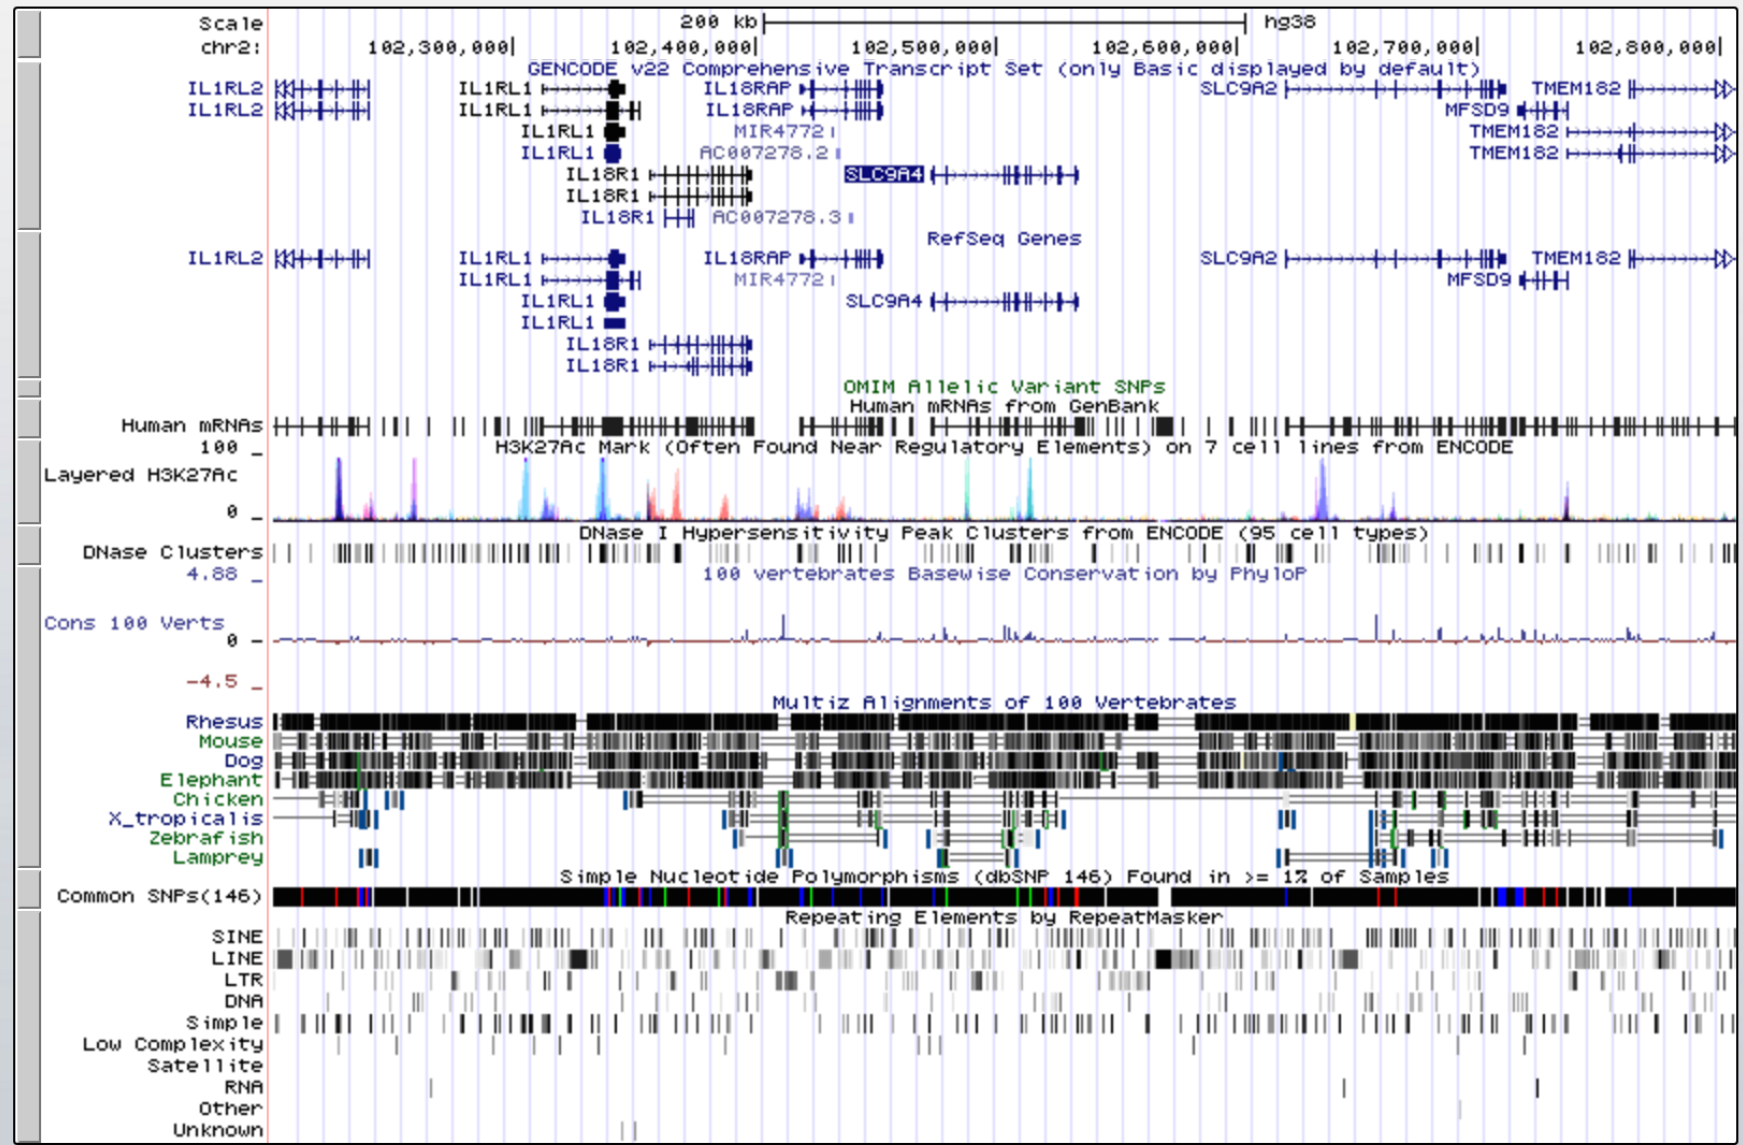 Scale 200 kb hg38
chr2: 102,300,000 102,400,000 102,500,000 102,600,000 102,700,000 102,800,000
GENCODE v22 Comprehensive Transcript Set (only Basic displayed by default)
IL1RL2 IL1RL1 IL18RAP SLC9A2 TMEM182
IL1RL2 IL1RL1 IL18RAP MFSD9
IL1RL1 MIR4772 TMEM182
IL1RL1 AC007278.2 TMEM182
IL18R1 SLC9A4
IL18R1
IL18R1 AC007278.3
RefSeq Genes
IL1RL2 IL1RL1 IL18RAP SLC9A2 TMEM182
IL1RL1 MIR4772 MFSD9
IL1RL1 SLC9A4
IL1RL1
IL18R1
IL18R1
OMIM Allelic Variant SNPs
Human mRNAs from GenBank
Human mRNAs
100 H3K27Ac Mark (Often Found Near Regulatory Elements) on 7 cell lines from ENCODE
Layered H3K27Ac
0
DNase I Hypersensitivity Peak Clusters from ENCODE (95 cell types)
DNase Clusters
4.88 100 vertebrates Basewise Conservation by PhyloP
Cons 100 Verts
0
-4.5
Multiz Alignments of 100 Vertebrates
Rhesus
Mouse
Dog
Elephant
Chicken
X_tropicalis
Zebrafish
Lamprey
Simple Nucleotide Polymorphisms (dbSNP 146) Found in >= 1% of Samples
Common SNPs(146)
Repeating Elements by RepeatMasker
SINE
LINE
LTR
DNA
Simple
Low Complexity
Satellite
RNA
Other
Unknown